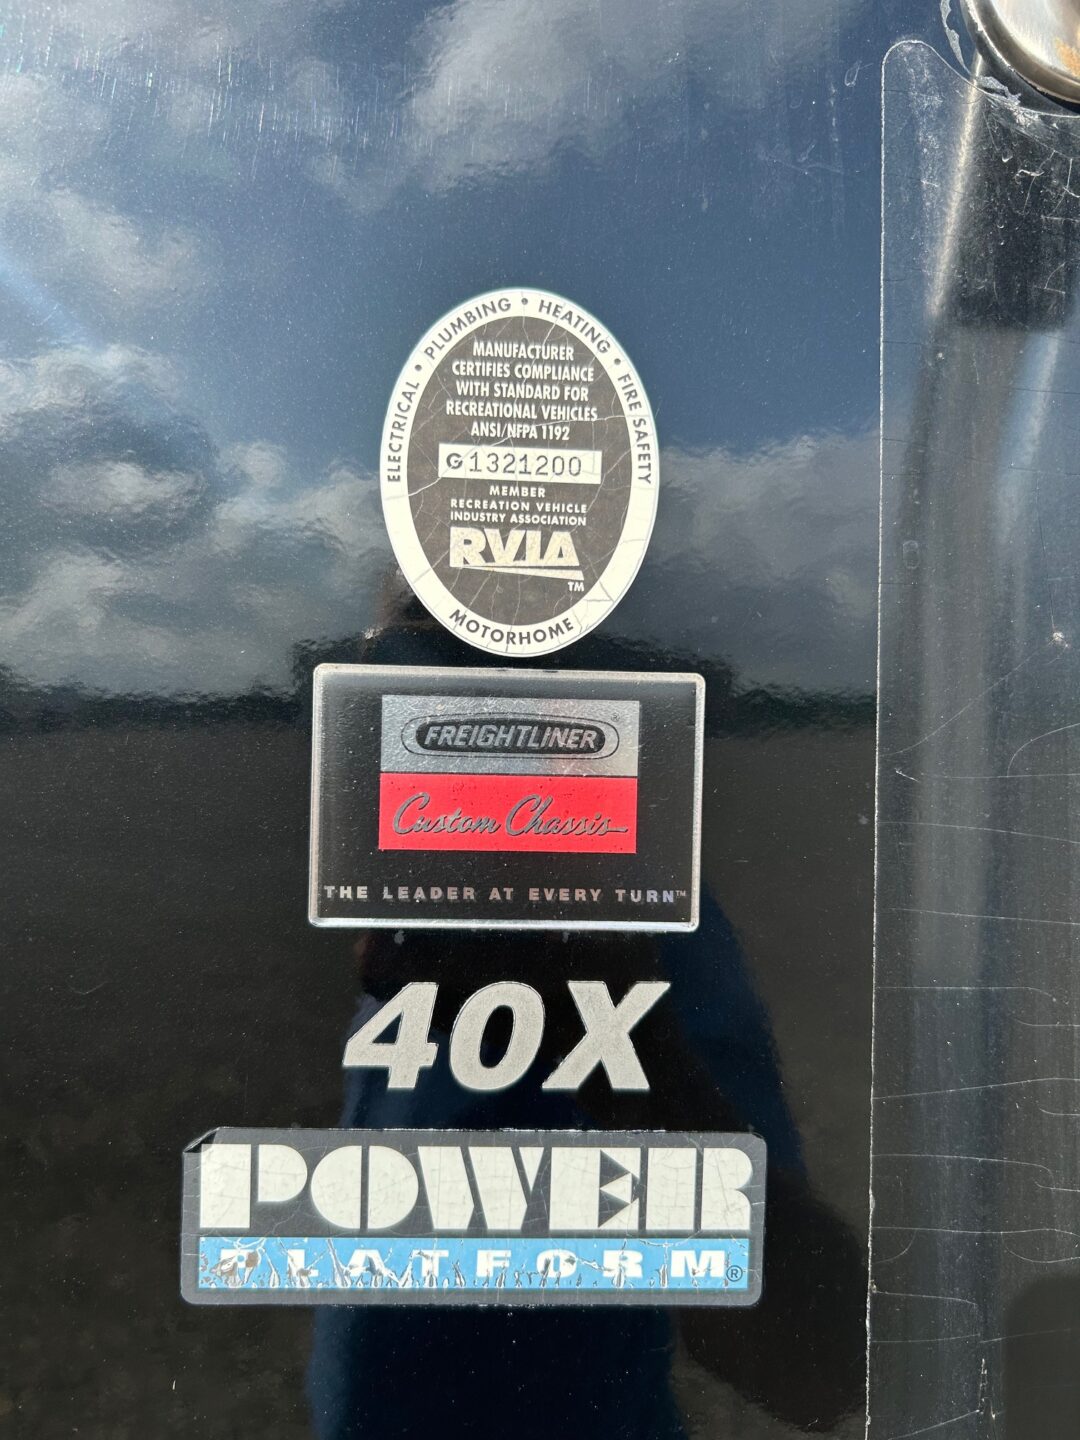 ELECTRICAL • PLUMBING • HEATING • FIRE SAFETY
MANUFACTURER
CERTIFIES COMPLIANCE
WITH STANDARD FOR
RECREATIONAL VEHICLES
ANSI/NFPA 1192
G 1321200
MEMBER
RECREATION VEHICLE
INDUSTRY ASSOCIATION
RVIA
TM
MOTORHOME
FREIGHTLINER®
Custom Chassis
THE LEADER AT EVERY TURN™
40X
POWER
PLATFORM®